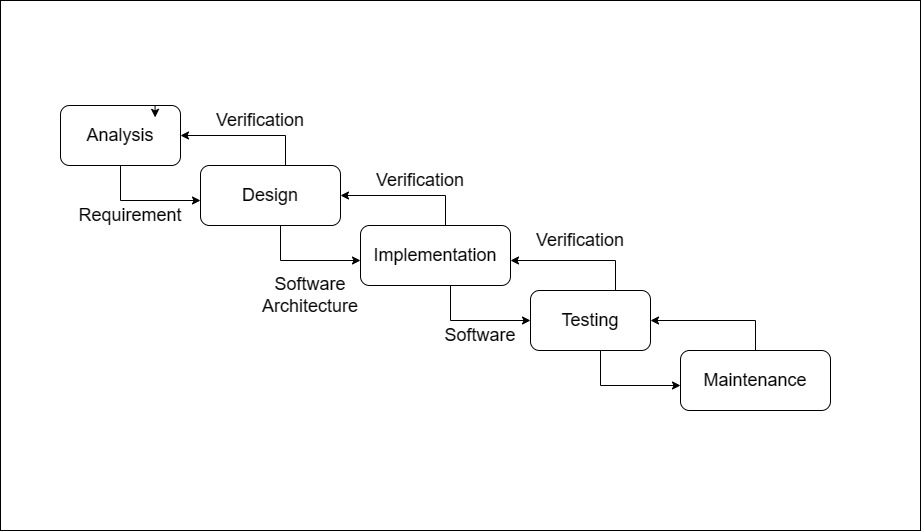 Verification
Analysis
Verification
Design
Requirement
Verification
Implementation
Software
Architecture
Testing
Software
Maintenance